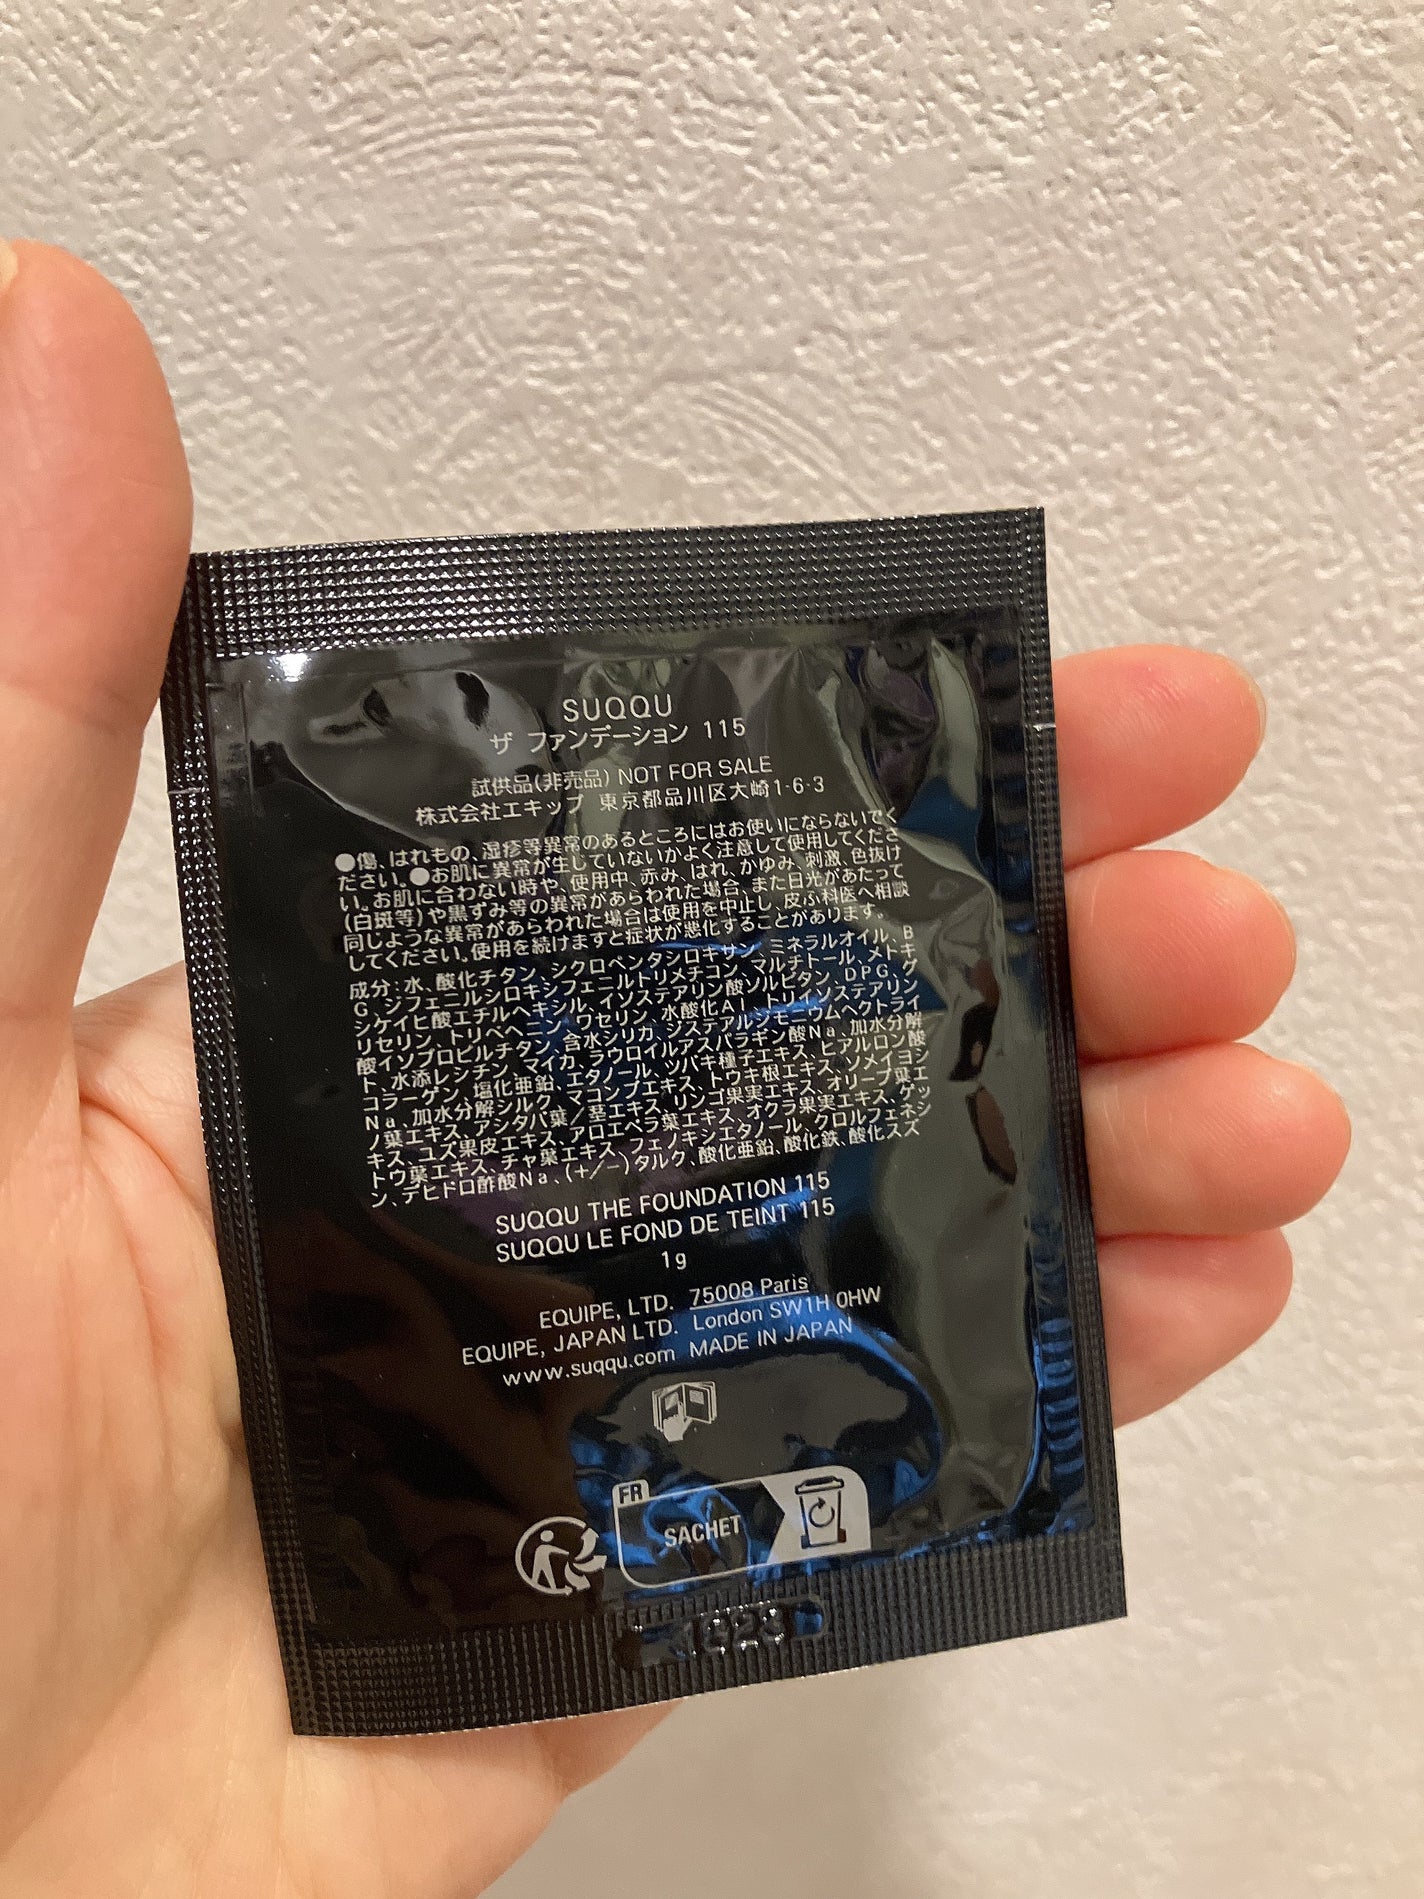 SUQQU
ザ ファンデーション 115
試供品(非売品) NOT FOR SALE
株式会社エキップ 東京都品川区大崎1-6-3
●傷、はれもの、湿疹等異常のあるところにはお使いにならないでく
ださい。●お肌に異常が生じていないかよく注意して使用してくださ
い。お肌に合わない時や、使用中、赤み、はれ、かゆみ、刺激、色抜け
(白斑等)や黒ずみ等の異常があらわれた場合、また日光があたって
同じような異常があらわれた場合は使用を中止し、皮ふ科医へ相談
してください。使用を続けますと症状が悪化することがあります。
成分:水、酸化チタン、シクロペンタシロキサン、ミネラルオイル、B
G、ジフェニルシロキシフェニルトリメチコン、マルチトール、メトキ
シケイヒ酸エチルヘキシル、イソステアリン酸ソルビタン、DPG、グ
リセリン、トリベヘニン、ワセリン、水酸化Al、トリイソステアリン
酸イソプロピルチタン、含水シリカ、ジステアルジモニウムヘクトライ
ト、水添レシチン、マイカ、ラウロイルアスパラギン酸Na、加水分解
コラーゲン、塩化亜鉛、エタノール、ツバキ種子エキス、ヒアルロン酸
Na、加水分解シルク、マコンブエキス、トウキ根エキス、ソメイヨシ
ノ葉エキス、アシタバ葉/茎エキス、リンゴ果実エキス、オリーブ葉エ
キス、ユズ果皮エキス、アロエベラ葉エキス、オクラ果実エキス、ゲッ
トウ葉エキス、チャ葉エキス、フェノキシエタノール、クロルフェネシ
ン、デヒドロ酢酸Na、(+/-)タルク、酸化亜鉛、酸化鉄、酸化スズ
SUQQU THE FOUNDATION 115
SUQQU LE FOND DE TEINT 115
1g
EQUIPE, LTD. 75008 Paris
EQUIPE, JAPAN LTD. London SW1H 0HW
www.suqqu.com MADE IN JAPAN
FR
SACHET